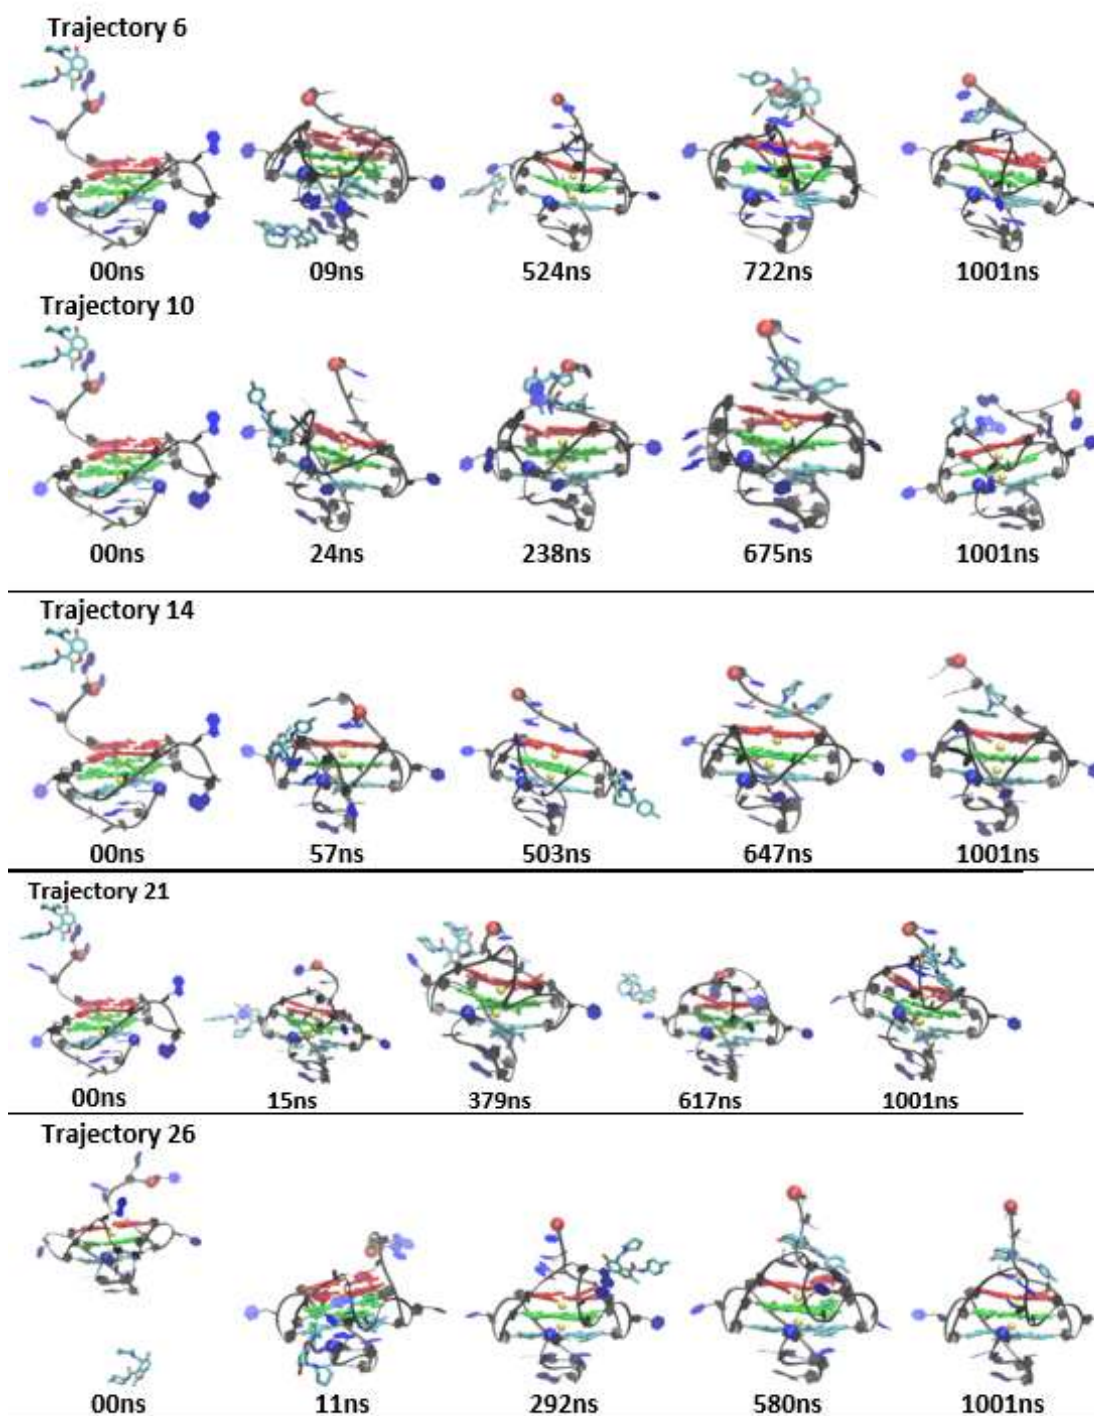 Trajectory 6
00ns 09ns 524ns 722ns 1001ns
Trajectory 10
00ns 24ns 238ns 675ns 1001ns
Trajectory 14
00ns 57ns 503ns 647ns 1001ns
Trajectory 21
00ns 15ns 379ns 617ns 1001ns
Trajectory 26
00ns 11ns 292ns 580ns 1001ns